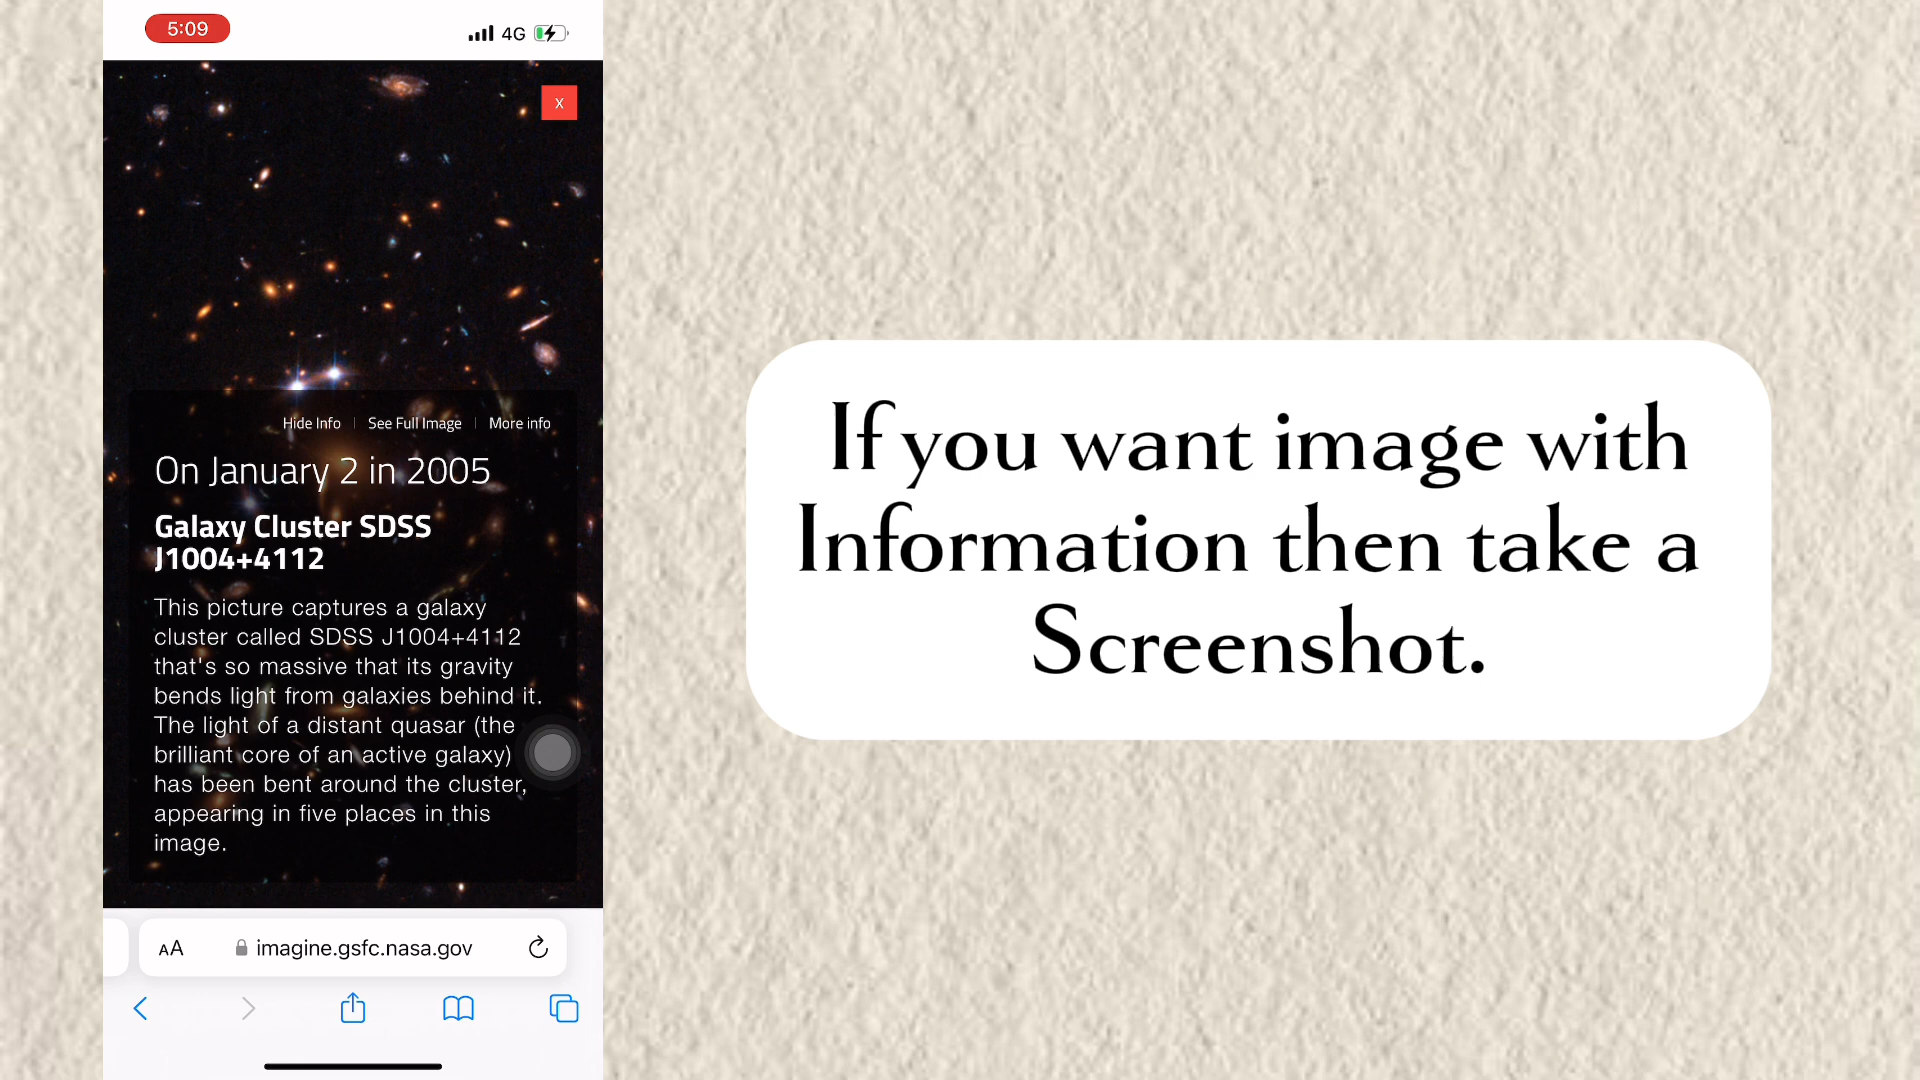 5:09
4G
X
Hide Info | See Full Image | More info
On January 2 in 2005
Galaxy Cluster SDSS
J1004+4112
This picture captures a galaxy
cluster called SDSS J1004+4112
that's so massive that its gravity
bends light from galaxies behind it.
The light of a distant quasar (the
brilliant core of an active galaxy)
has been bent around the cluster,
appearing in five places in this
image.
AA
imagine.gsfc.nasa.gov
If you want image with
Information then take a
Screenshot.